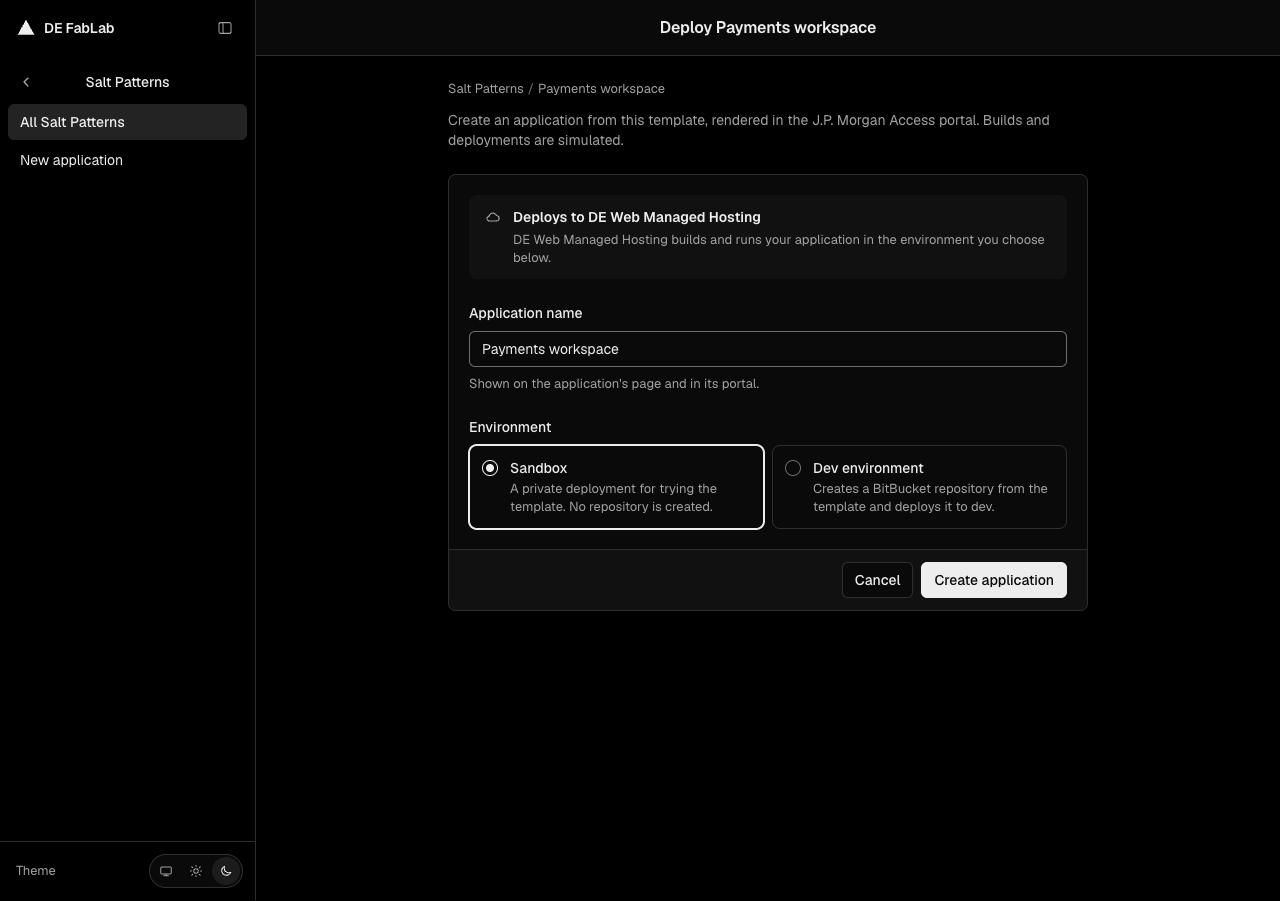 DE FabLab
Salt Patterns
All Salt Patterns
New application
Theme
Deploy Payments workspace
Salt Patterns / Payments workspace
Create an application from this template, rendered in the J.P. Morgan Access portal. Builds and
deployments are simulated.
Deploys to DE Web Managed Hosting
DE Web Managed Hosting builds and runs your application in the environment you choose
below.
Application name
Payments workspace
Shown on the application's page and in its portal.
Environment
Sandbox
A private deployment for trying the
template. No repository is created.
Dev environment
Creates a BitBucket repository from the
template and deploys it to dev.
Cancel
Create application